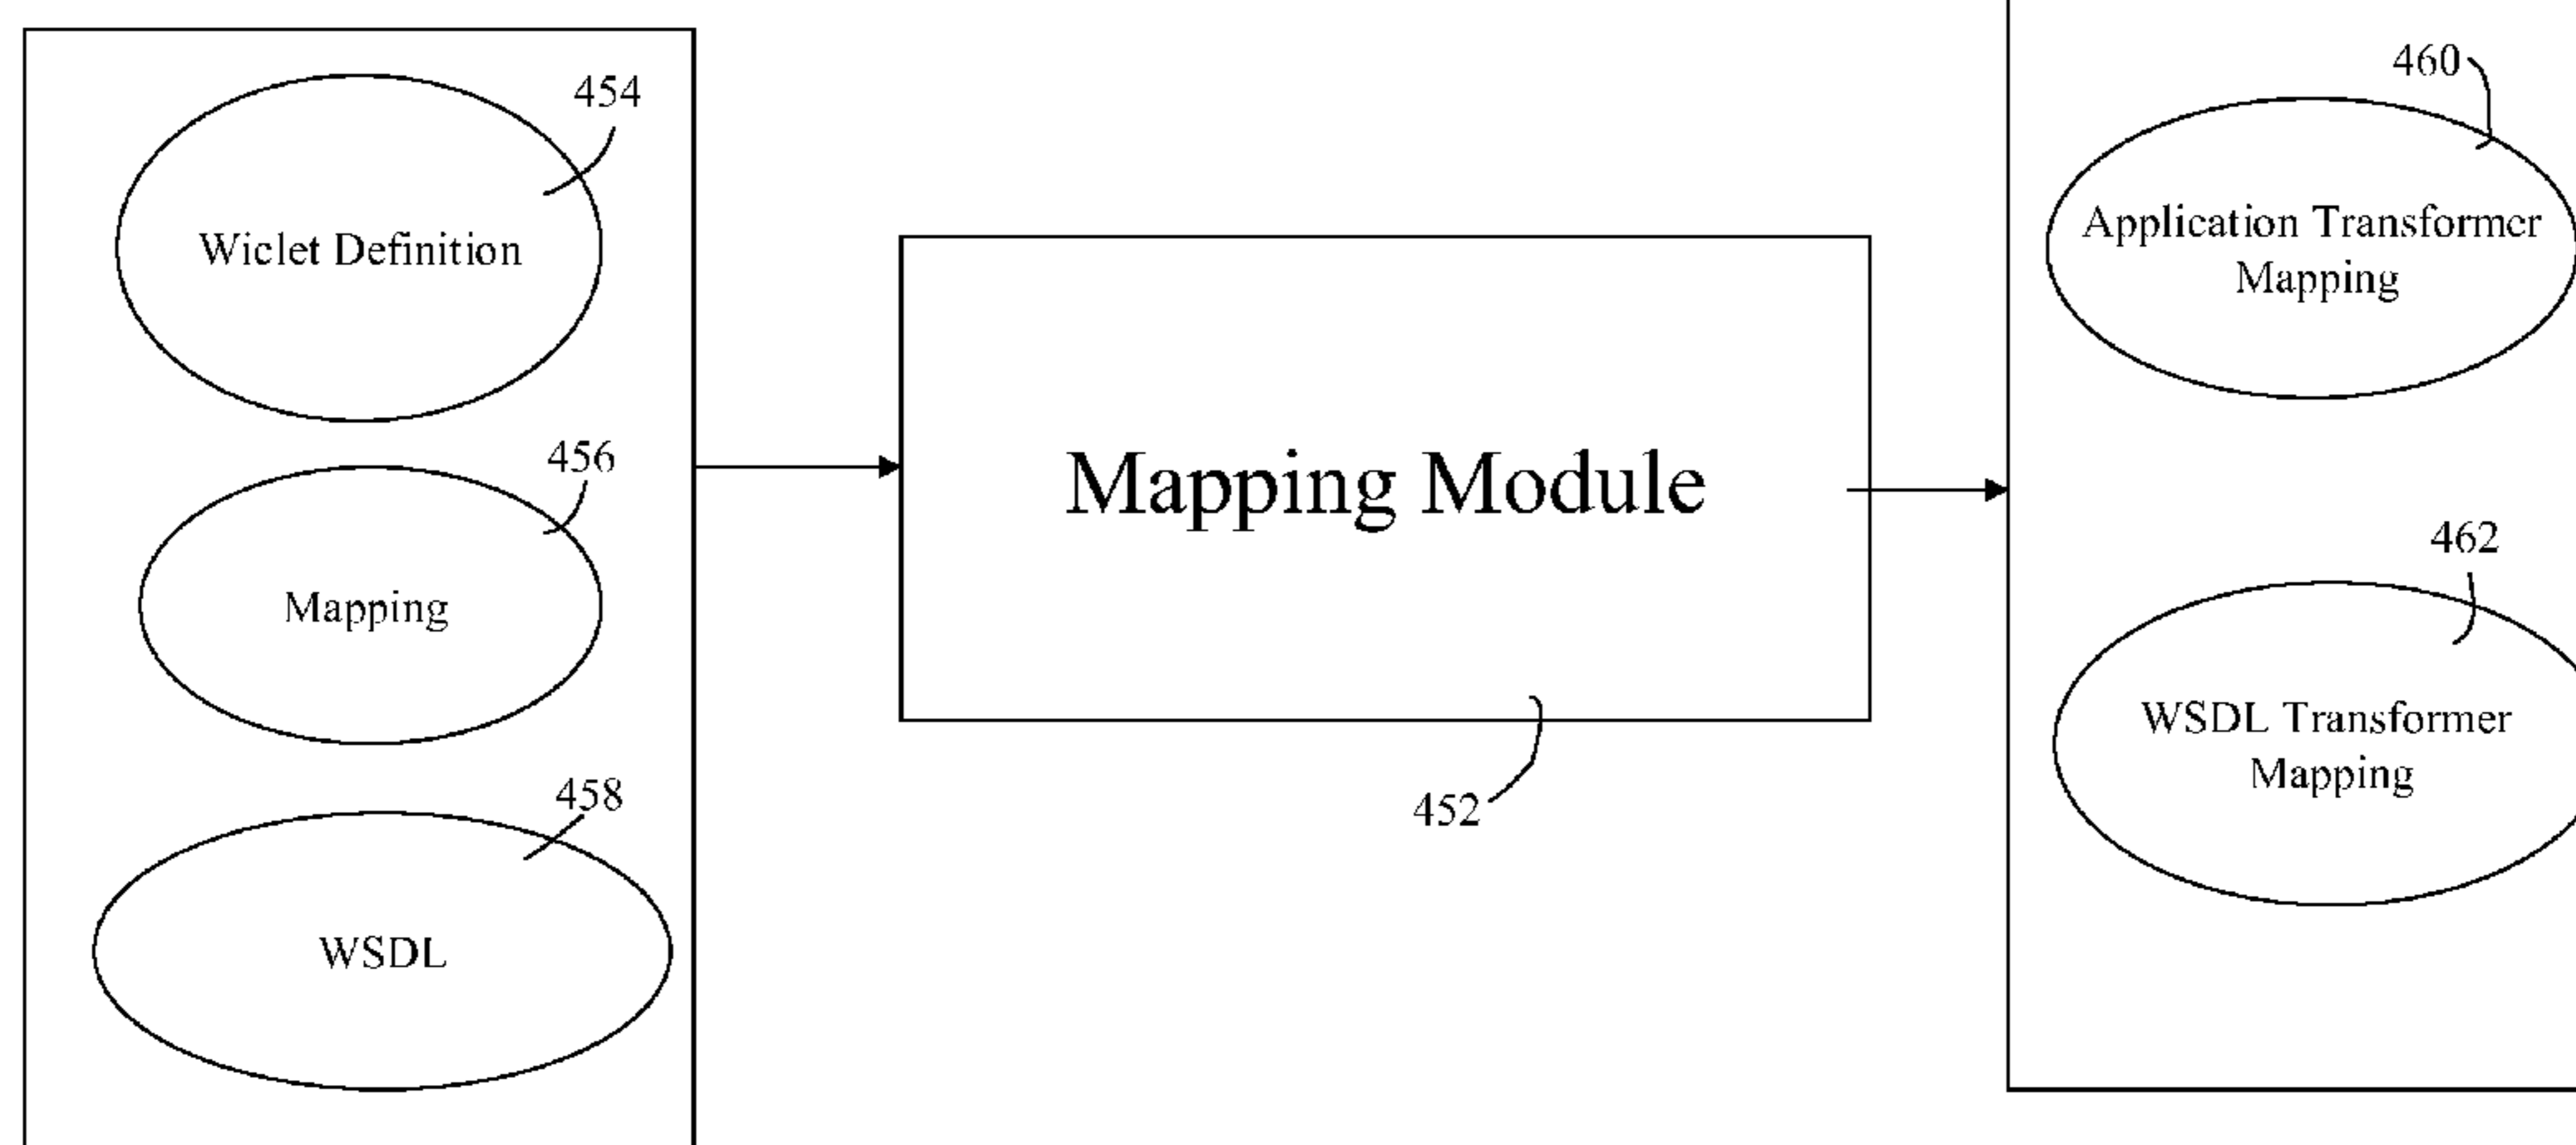 454
Wiclet Definition
456
Mapping
458
WSDL
Mapping Module
452
460
Application Transformer
Mapping
462
WSDL Transformer
Mapping